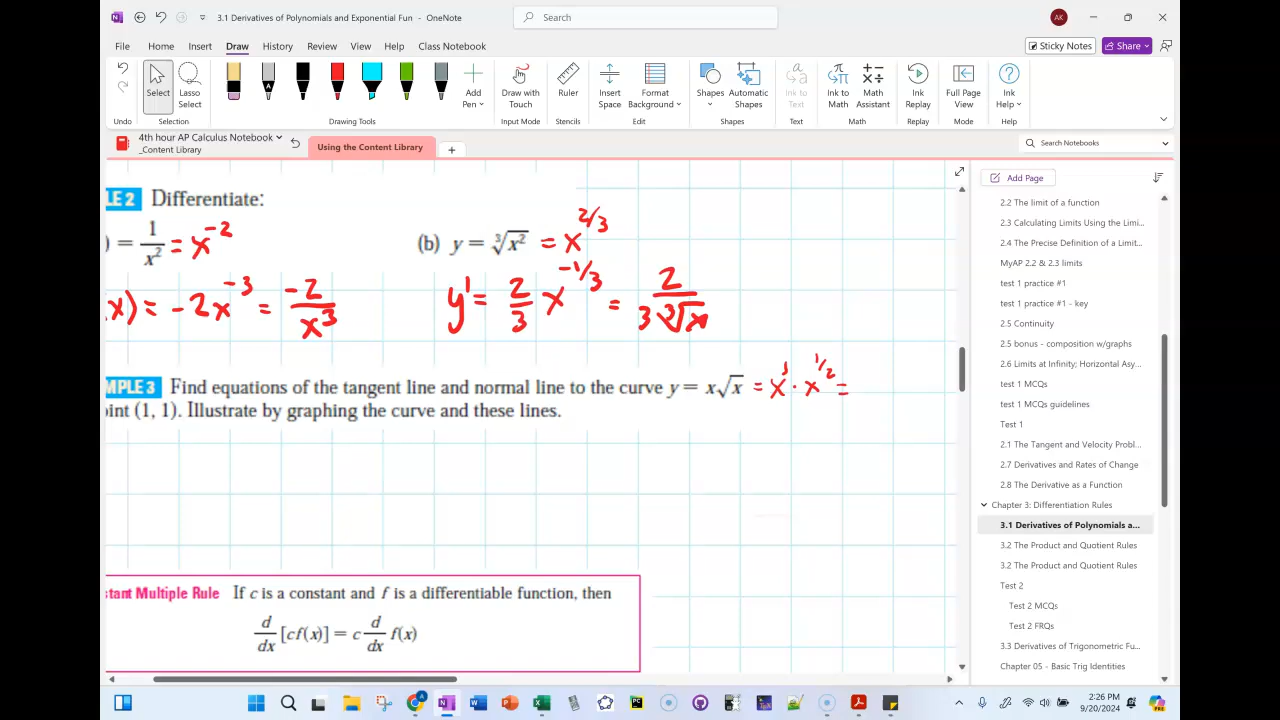 3.1 Derivatives of Polynomials and Exponential Fun - OneNote
Search
AK
File Home Insert Draw History Review View Help Class Notebook
Sticky Notes Share
Undo
Select
Lasso Select
Add Pen
Draw with Touch
Ruler
Insert Space
Format Background
Shapes
Automatic Shapes
Ink to Text
Ink to Math
Math Assistant
Ink Replay
Full Page View
Ink Help
Selection
Drawing Tools
Input Mode
Stencils
Edit
Shapes
Text
Math
Replay
Mode
Help
4th hour AP Calculus Notebook
_Content Library
Using the Content Library
Search Notebooks
Add Page
LE 2 Differentiate:
) = 1/x² = x⁻²
(b) y = ∛x² = x^2/3
(x) = -2x⁻³ = -2/x³
y' = 2/3 x^-1/3 = 2/3∛x
MPLE 3 Find equations of the tangent line and normal line to the curve y = x√x = x¹ · x^1/2 =
oint (1, 1). Illustrate by graphing the curve and these lines.
stant Multiple Rule If c is a constant and f is a differentiable function, then
d/dx [cf(x)] = c d/dx f(x)
2.2 The limit of a function
2.3 Calculating Limits Using the Limi...
2.4 The Precise Definition of a Limit...
MyAP 2.2 & 2.3 limits
test 1 practice #1
test 1 practice #1 - key
2.5 Continuity
2.5 bonus - composition w/graphs
2.6 Limits at Infinity; Horizontal Asy...
test 1 MCQs
test 1 MCQs guidelines
Test 1
2.1 The Tangent and Velocity Probl...
2.7 Derivatives and Rates of Change
2.8 The Derivative as a Function
Chapter 3: Differentiation Rules
3.1 Derivatives of Polynomials a...
3.2 The Product and Quotient Rules
3.2 The Product and Quotient Rules
Test 2
Test 2 MCQs
Test 2 FRQs
3.3 Derivatives of Trigonometric Fu...
Chapter 05 - Basic Trig Identities
2:26 PM
9/20/2024